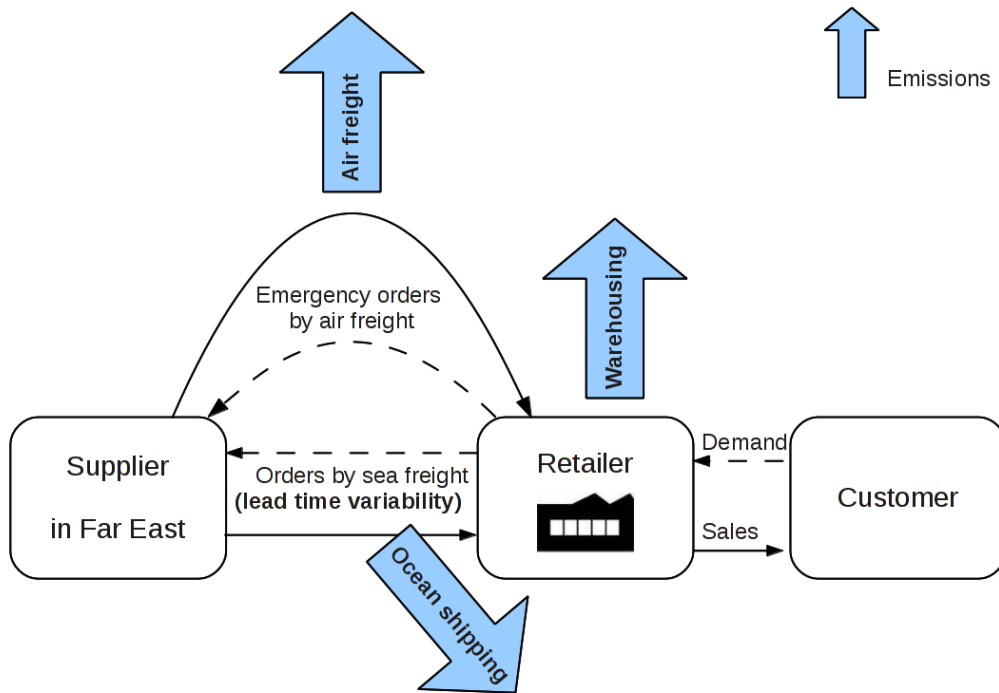 Air freight
Emissions
Warehousing
Emergency orders
by air freight
Supplier
in Far East
Orders by sea freight
(lead time variability)
Retailer
Demand
Sales
Customer
Ocean shipping